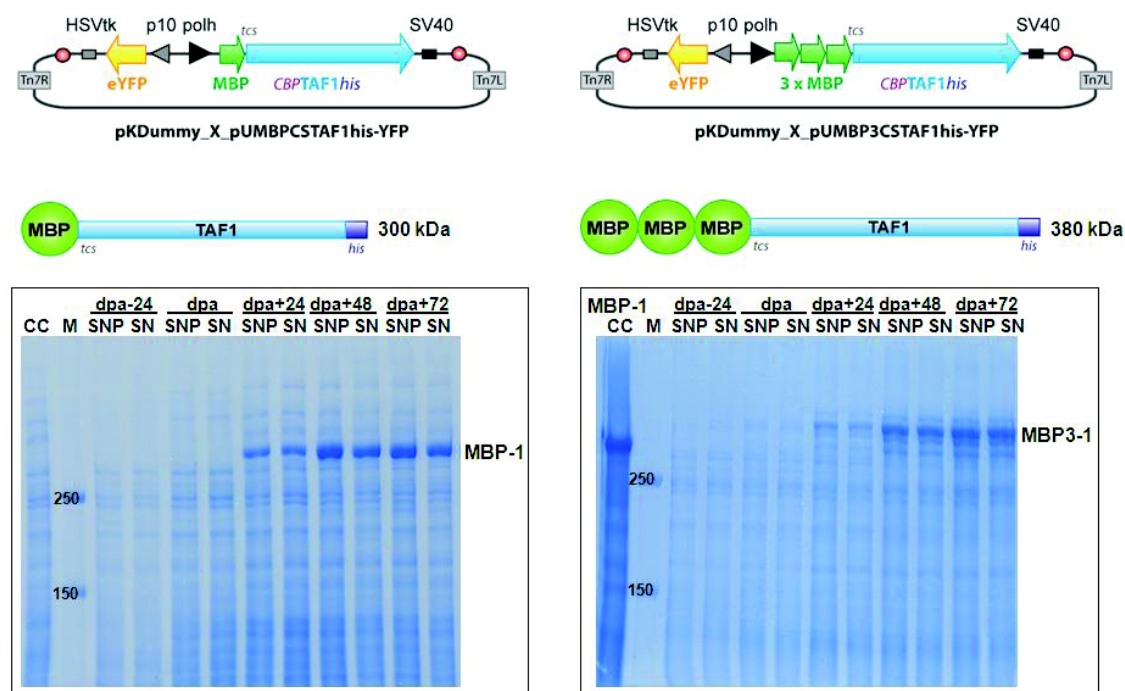 HSVtk p10 polh tcs SV40
Tn7R eYFP MBP CBPTAF1his Tn7L
pKDummy_X_pUMBPCSTAF1his-YFP
MBP TAF1 300 kDa
tcs his
dpa-24 dpa dpa+24 dpa+48 dpa+72
CC M SNP SN SNP SN SNP SN SNP SN SNP SN
MBP-1
250
150
HSVtk p10 polh tcs SV40
Tn7R eYFP 3 x MBP CBPTAF1his Tn7L
pKDummy_X_pUMBP3CSTAF1his-YFP
MBP MBP MBP TAF1 380 kDa
tcs his
MBP-1 dpa-24 dpa dpa+24 dpa+48 dpa+72
CC M SNP SN SNP SN SNP SN SNP SN SNP SN
MBP3-1
250
150